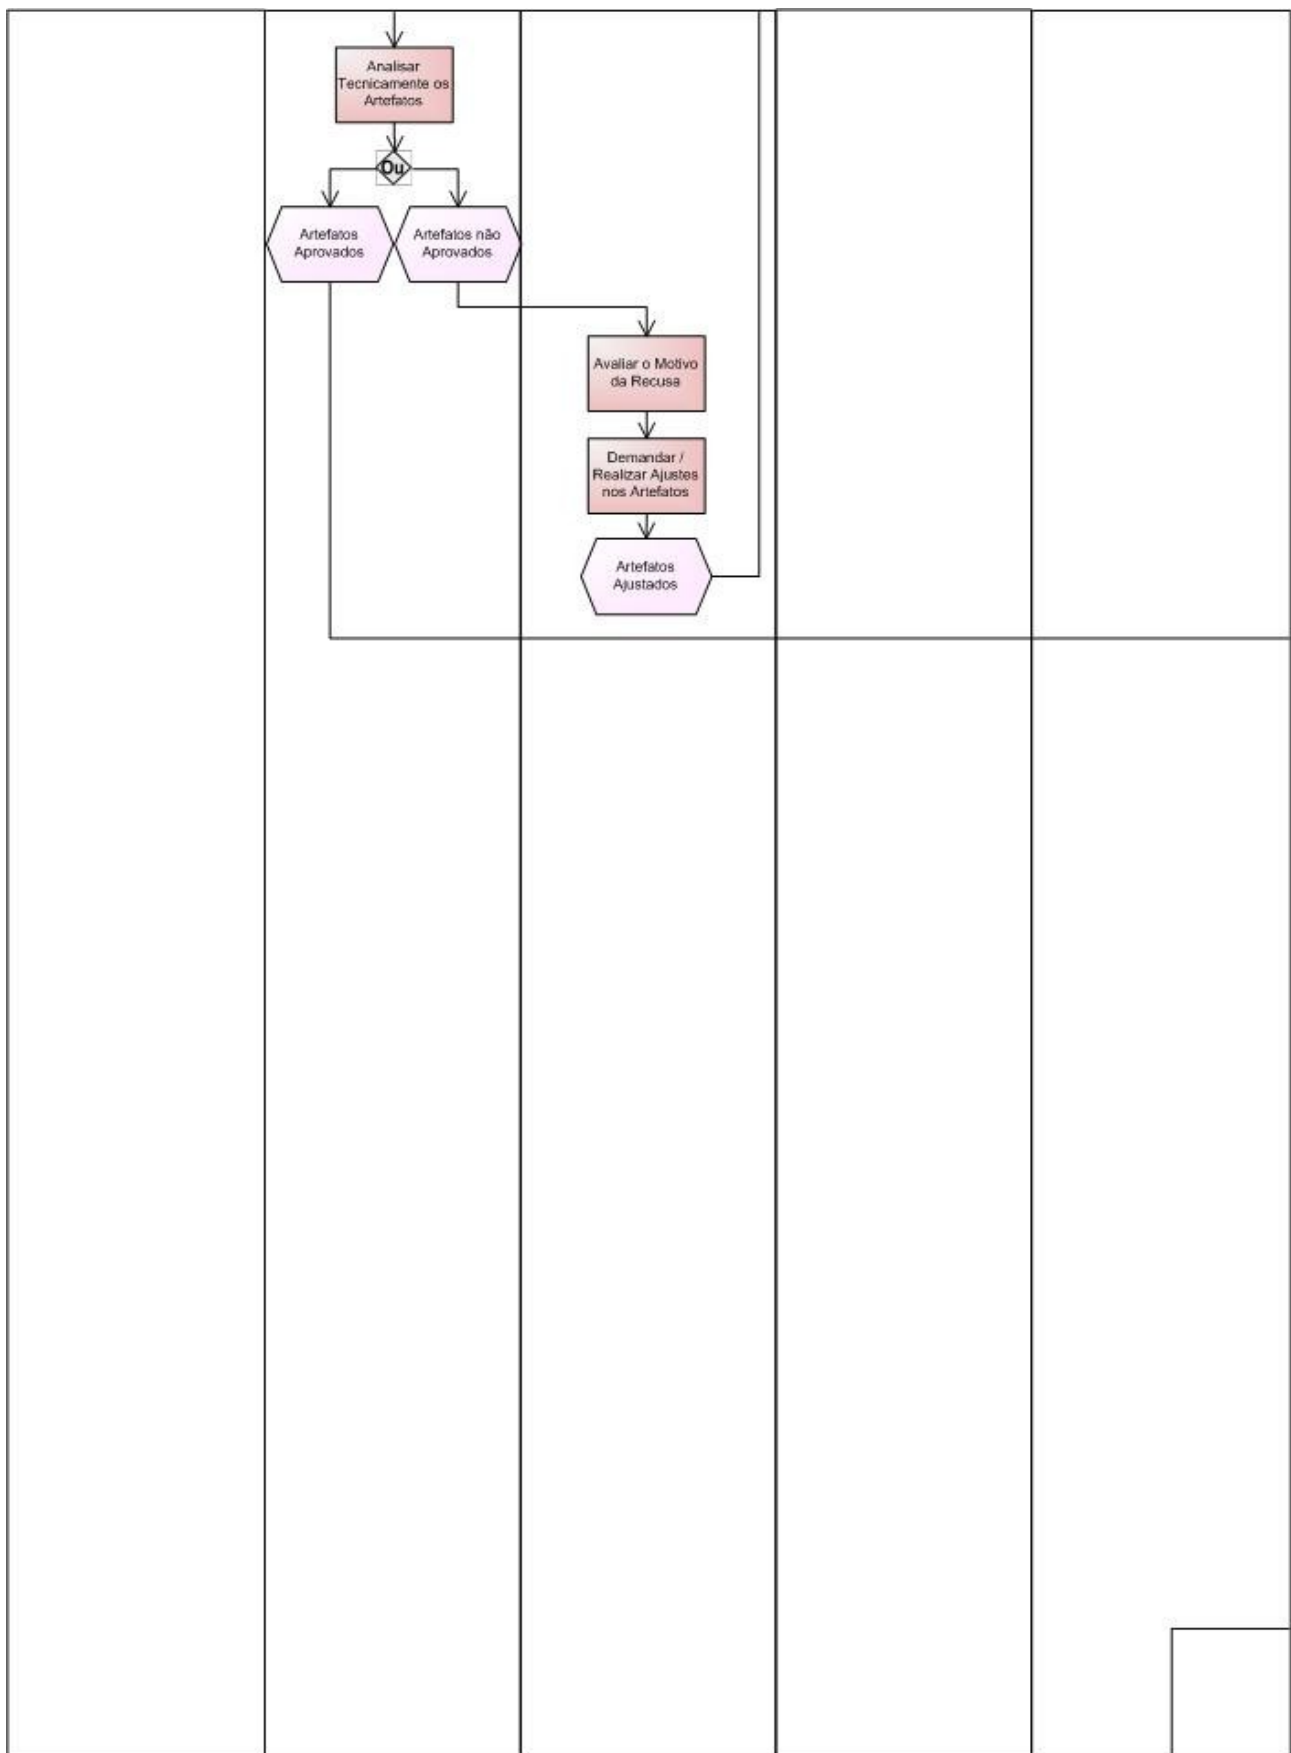 Analisar
Tecnicamente os
Artefatos
Ou
Artefatos
Aprovados
Artefatos não
Aprovados
Avaliar o Motivo
da Recusa
Demandar /
Realizar Ajustes
nos Artefatos
Artefatos
Ajustados